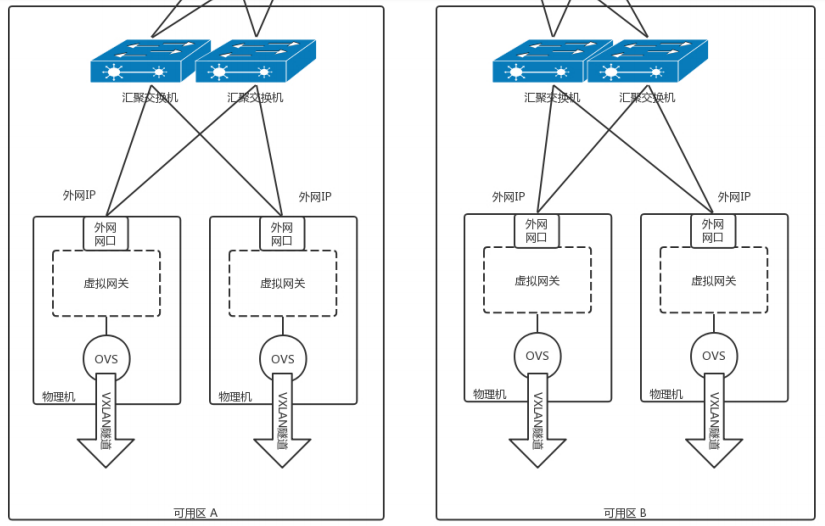 汇聚交换机
汇聚交换机
汇聚交换机
汇聚交换机
外网IP
外网IP
外网IP
外网IP
外网
网口
外网
网口
外网
网口
外网
网口
虚拟网关
虚拟网关
虚拟网关
虚拟网关
OVS
OVS
OVS
OVS
物理机
物理机
物理机
物理机
VXLAN隧道
VXLAN隧道
VXLAN隧道
VXLAN隧道
可用区 A
可用区 B